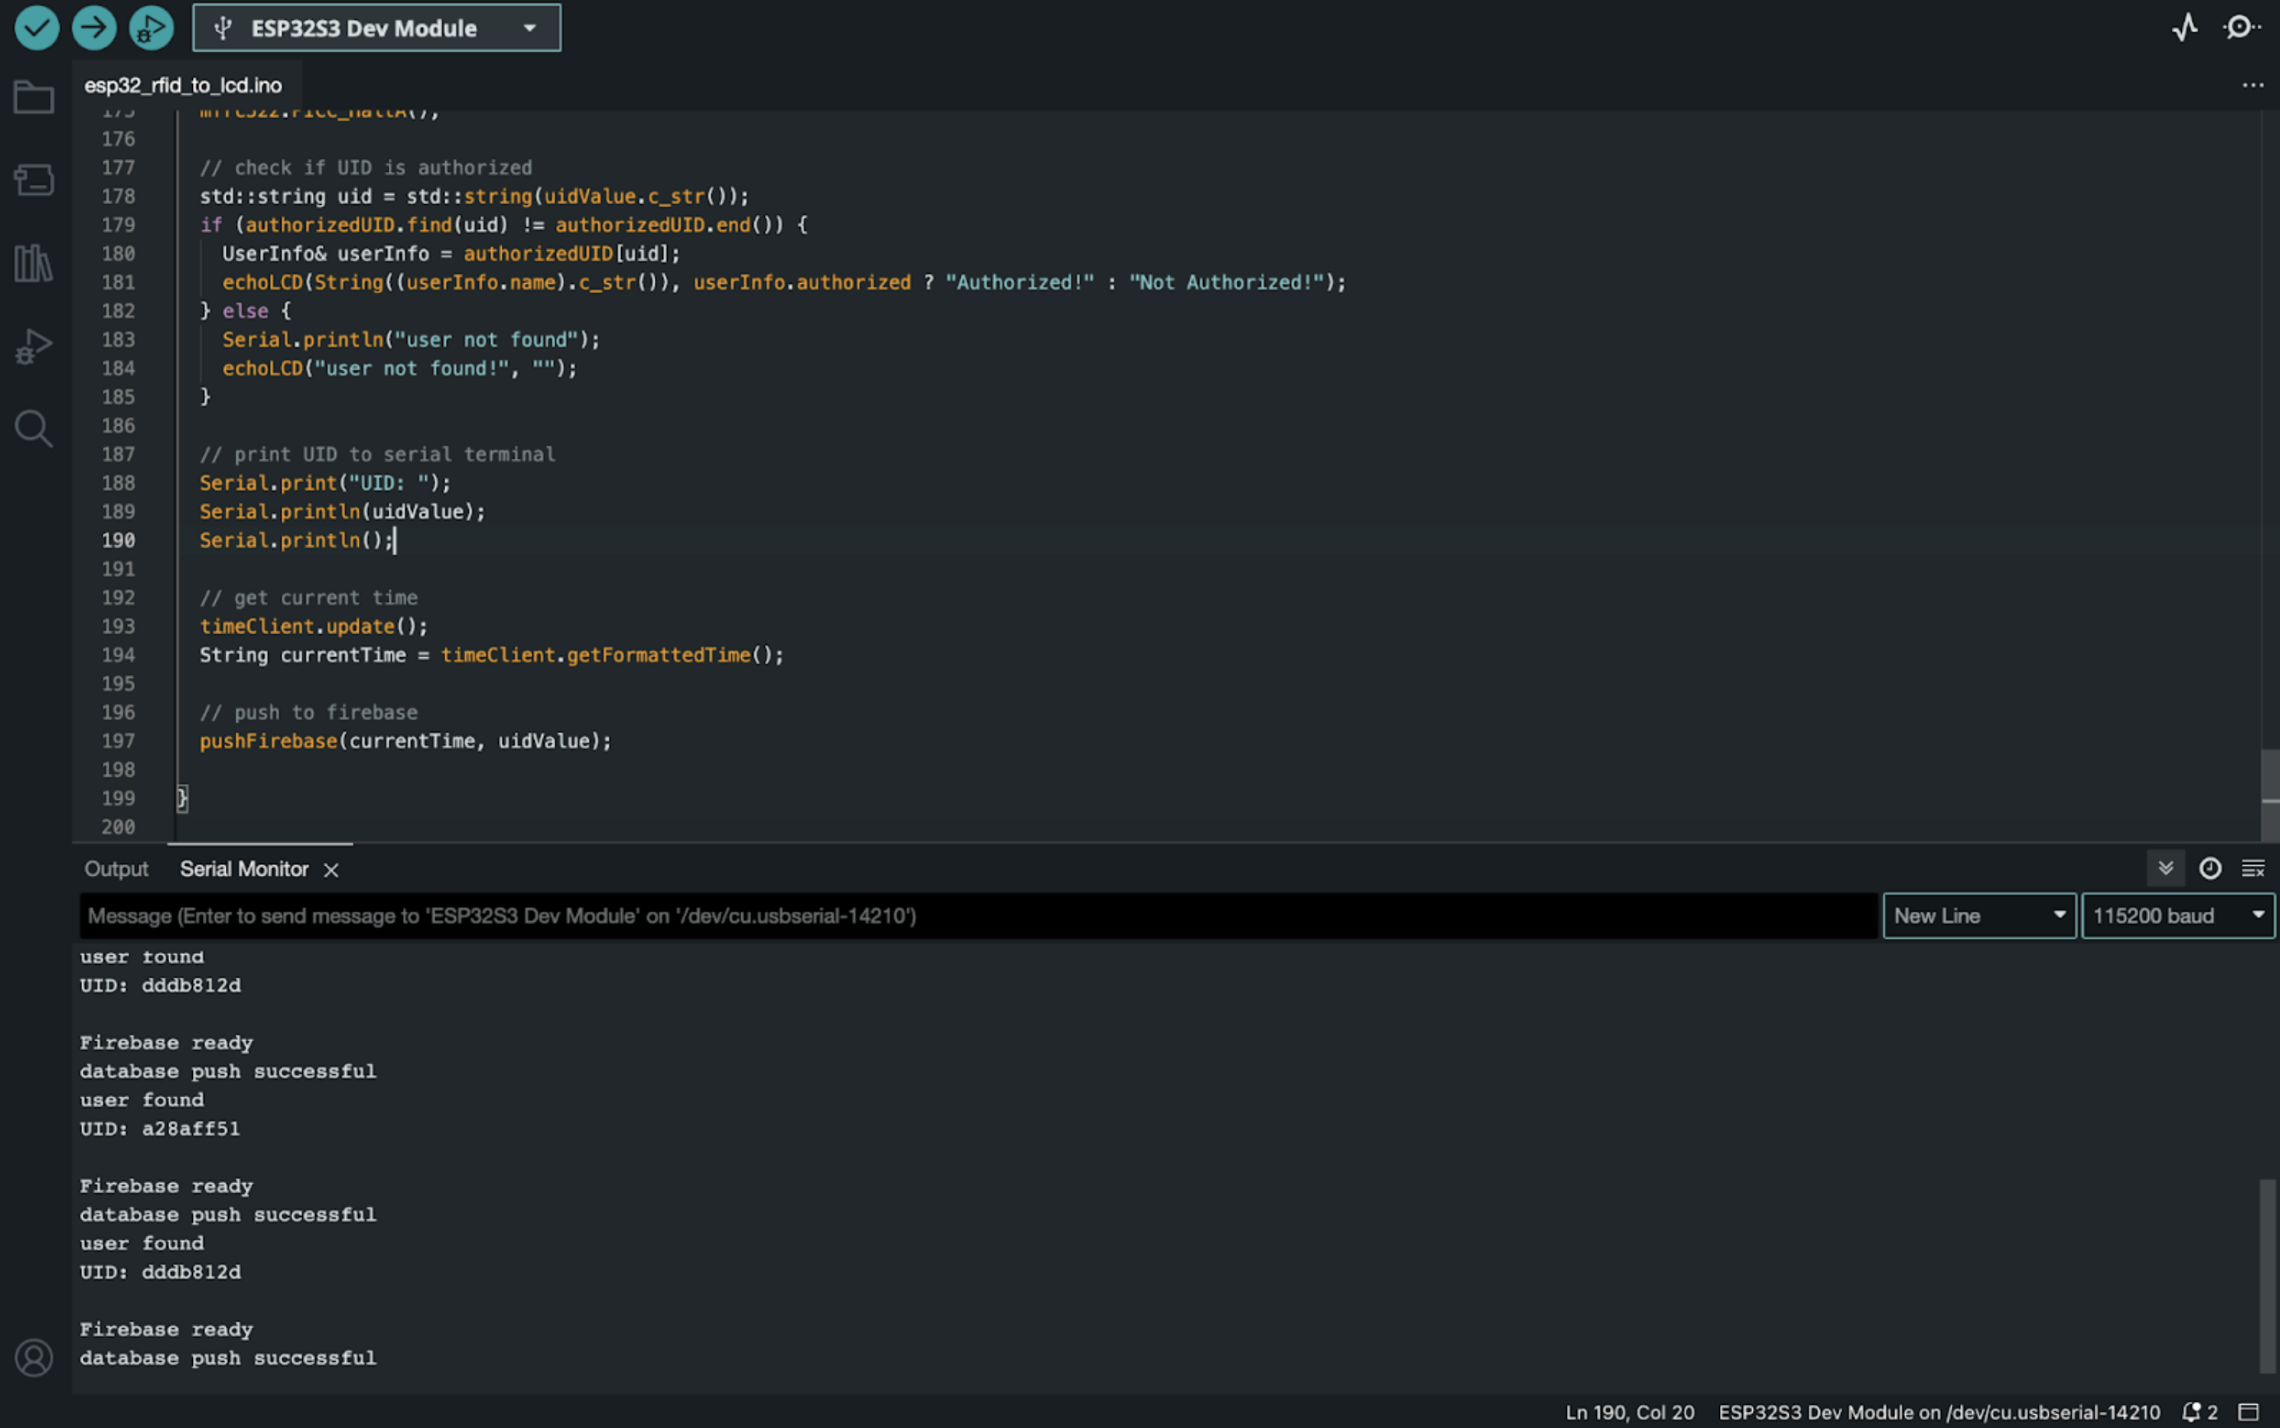 ESP32S3 Dev Module
esp32_rfid_to_lcd.ino
175 mfrc522.PICC_HaltA();
176
177 // check if UID is authorized
178 std::string uid = std::string(uidValue.c_str());
179 if (authorizedUID.find(uid) != authorizedUID.end()) {
180 UserInfo& userInfo = authorizedUID[uid];
181 echoLCD(String((userInfo.name).c_str()), userInfo.authorized ? "Authorized!" : "Not Authorized!");
182 } else {
183 Serial.println("user not found");
184 echoLCD("user not found!", "");
185 }
186
187 // print UID to serial terminal
188 Serial.print("UID: ");
189 Serial.println(uidValue);
190 Serial.println();
191
192 // get current time
193 timeClient.update();
194 String currentTime = timeClient.getFormattedTime();
195
196 // push to firebase
197 pushFirebase(currentTime, uidValue);
198
199 }
200
Output Serial Monitor
Message (Enter to send message to 'ESP32S3 Dev Module' on '/dev/cu.usbserial-14210') New Line 115200 baud
user found
UID: dddb812d
Firebase ready
database push successful
user found
UID: a28aff51
Firebase ready
database push successful
user found
UID: dddb812d
Firebase ready
database push successful
Ln 190, Col 20 ESP32S3 Dev Module on /dev/cu.usbserial-14210 2